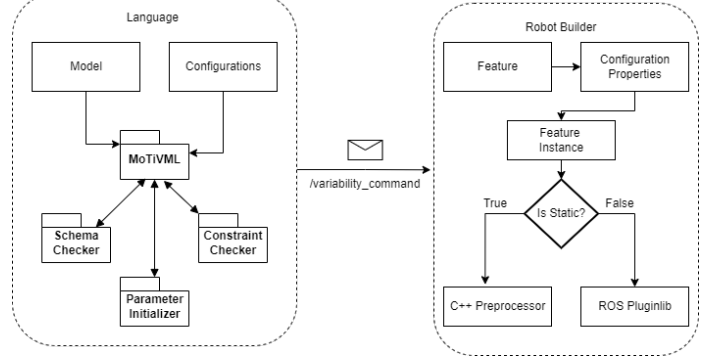 Language
Model
Configurations
MoTiVML
Schema
Checker
Constraint
Checker
Parameter
Initializer
/variability_command
Robot Builder
Feature
Configuration
Properties
Feature
Instance
Is Static?
True
False
C++ Preprocessor
ROS Pluginlib